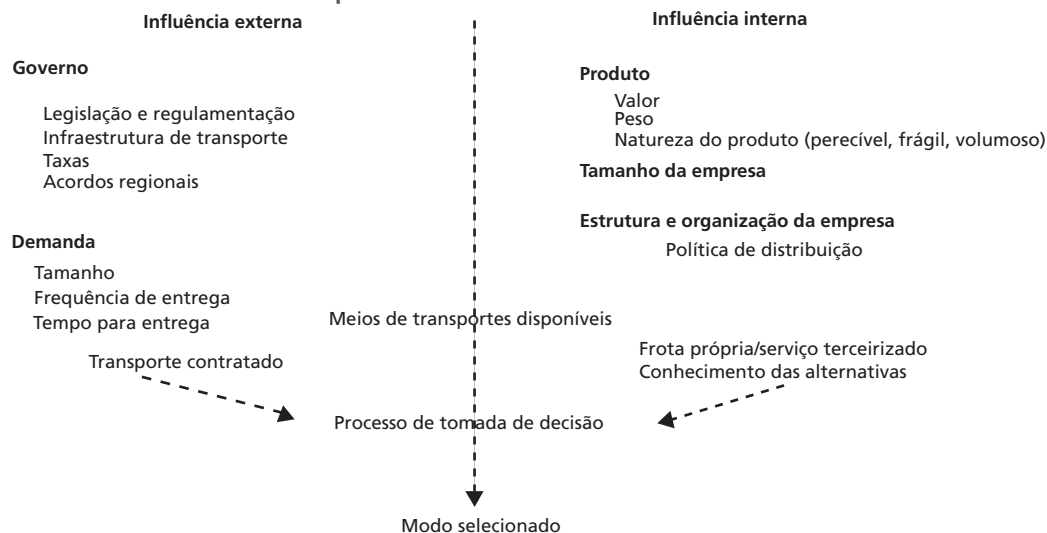 Influência externa
Influência interna
Governo
Legislação e regulamentação
Infraestrutura de transporte
Taxas
Acordos regionais
Demanda
Tamanho
Frequência de entrega
Tempo para entrega
Transporte contratado
Produto
Valor
Peso
Natureza do produto (perecível, frágil, volumoso)
Tamanho da empresa
Estrutura e organização da empresa
Política de distribuição
Frota própria/serviço terceirizado
Conhecimento das alternativas
Meios de transportes disponíveis
Processo de tomada de decisão
Modo selecionado